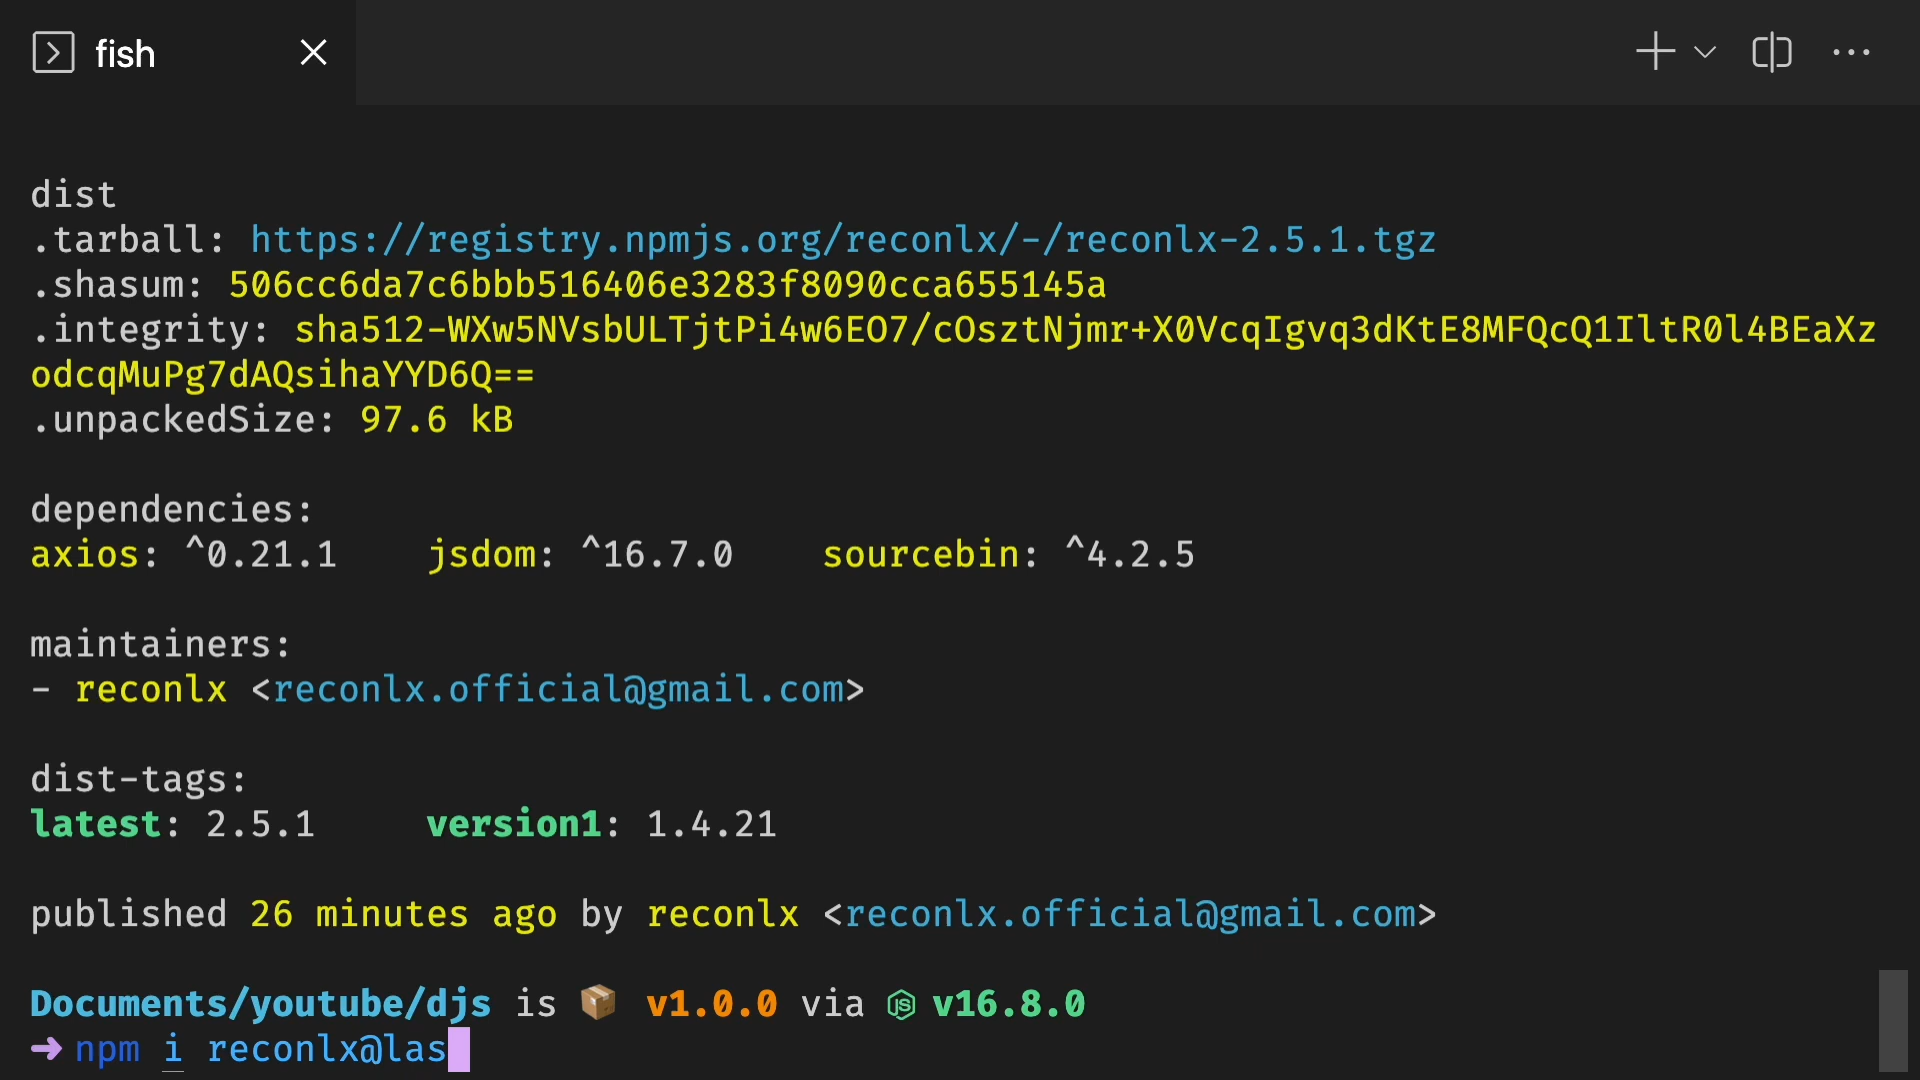 fish
dist
.tarball: https://registry.npmjs.org/reconlx/-/reconlx-2.5.1.tgz
.shasum: 506cc6da7c6bbb516406e3283f8090cca655145a
.integrity: sha512-WXw5NVsbULTjtPi4w6EO7/cOsztNjmr+X0VcqIgvq3dKtE8MFQcQ1IltR0l4BEaXz
odcqMuPg7dAQsihaYYD6Q==
.unpackedSize: 97.6 kB
dependencies:
axios: ^0.21.1    jsdom: ^16.7.0    sourcebin: ^4.2.5
maintainers:
- reconlx <reconlx.official@gmail.com>
dist-tags:
latest: 2.5.1     version1: 1.4.21
published 26 minutes ago by reconlx <reconlx.official@gmail.com>
Documents/youtube/djs is 📦 v1.0.0 via v16.8.0
➜ npm i reconlx@las